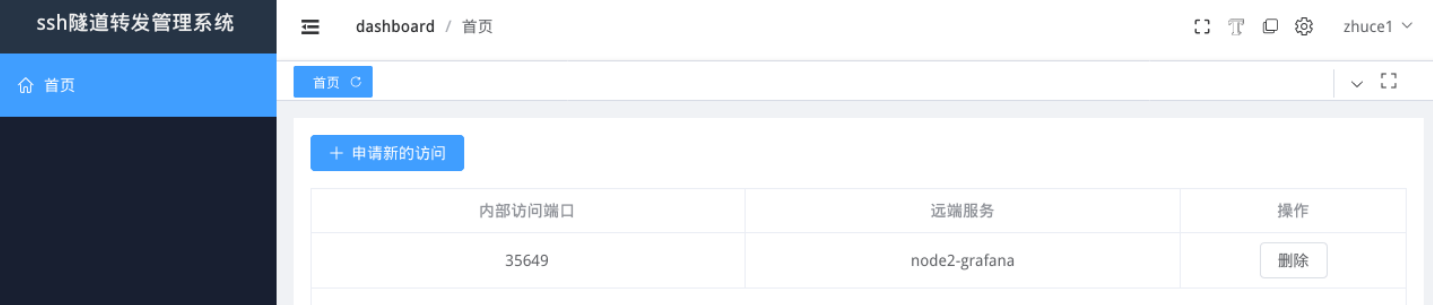 ssh隧道转发管理系统
dashboard / 首页
zhuce1
首页
首页
申请新的访问
内部访问端口 远端服务 操作
35649 node2-grafana 删除